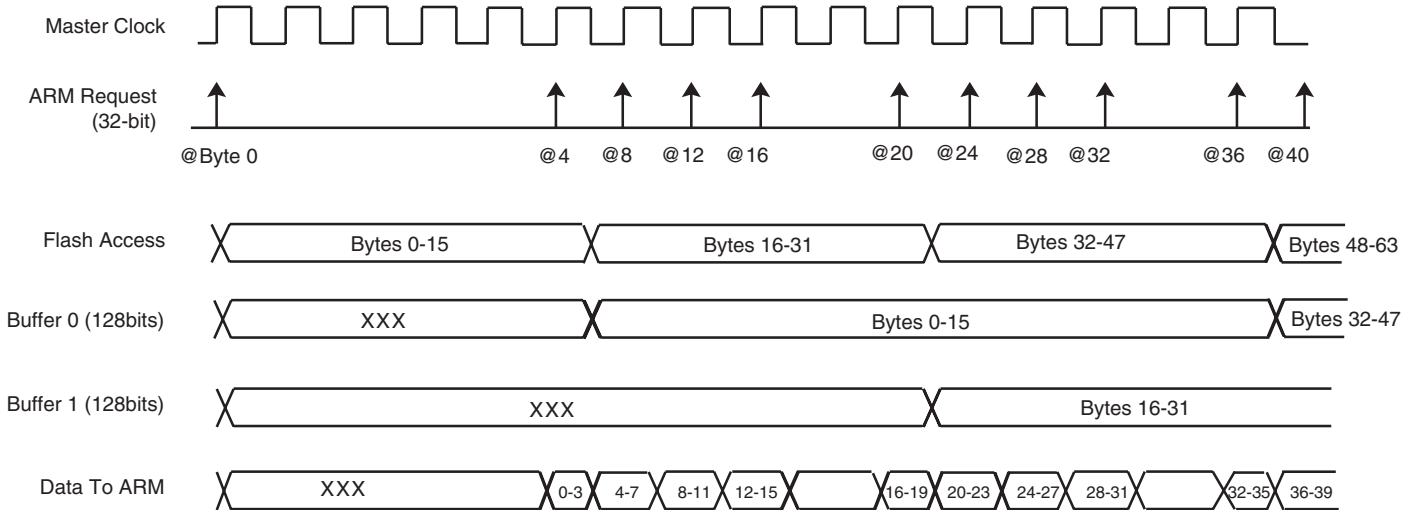 Master Clock
ARM Request
(32-bit)
@Byte 0 @4 @8 @12 @16 @20 @24 @28 @32 @36 @40
Flash Access Bytes 0-15 Bytes 16-31 Bytes 32-47 Bytes 48-63
Buffer 0 (128bits) XXX Bytes 0-15 Bytes 32-47
Buffer 1 (128bits) XXX Bytes 16-31
Data To ARM XXX 0-3 4-7 8-11 12-15 16-19 20-23 24-27 28-31 32-35 36-39